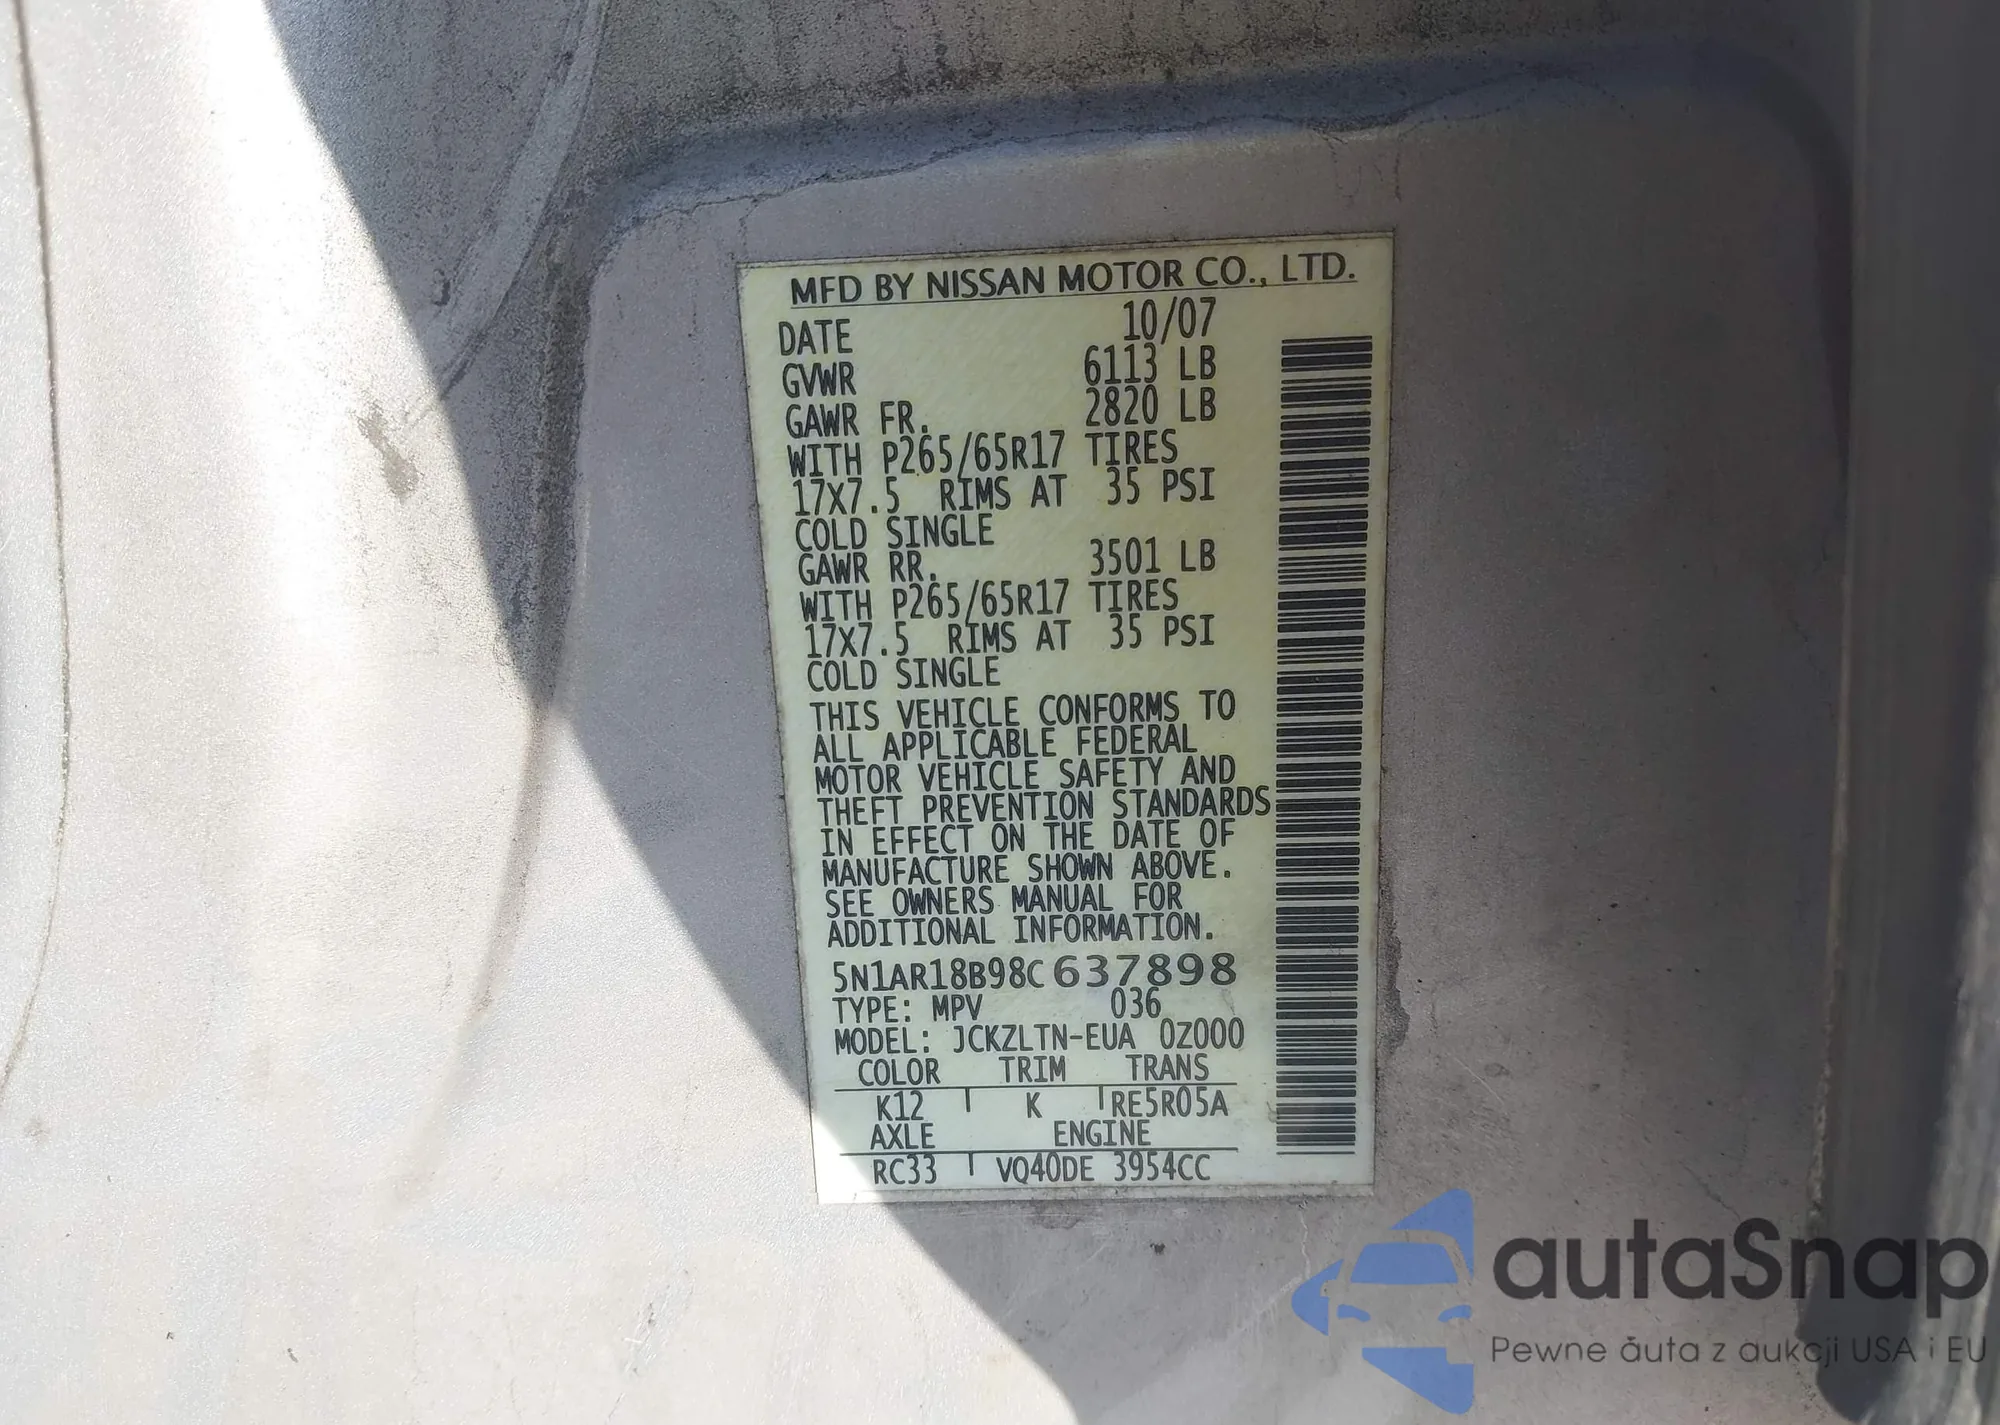 MFD BY NISSAN MOTOR CO., LTD.
DATE 10/07
GVWR 6113 LB
GAWR FR. 2820 LB
WITH P265/65R17 TIRES
17X7.5 RIMS AT 35 PSI
COLD SINGLE
GAWR RR. 3501 LB
WITH P265/65R17 TIRES
17X7.5 RIMS AT 35 PSI
COLD SINGLE
THIS VEHICLE CONFORMS TO
ALL APPLICABLE FEDERAL
MOTOR VEHICLE SAFETY AND
THEFT PREVENTION STANDARDS
IN EFFECT ON THE DATE OF
MANUFACTURE SHOWN ABOVE.
SEE OWNERS MANUAL FOR
ADDITIONAL INFORMATION.
5N1AR18B98C637898
TYPE: MPV 036
MODEL: JCKZLTN-EUA 0Z000
COLOR TRIM TRANS
K12 K RE5R05A
AXLE ENGINE
RC33 VQ40DE 3954CC
autaSnap
Pewne auta z aukcji USA i EU